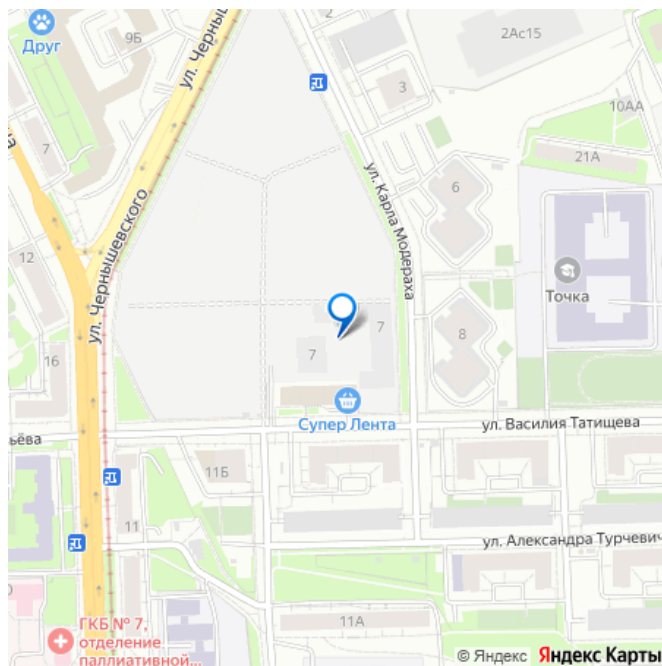 Друг
9Б
ул. Черны
2
2Ас15
3
10АА
7
21А
ул. Карла Модераха
6
ул. Чернышевского
12
Точка
7
7
8
16
Супер Лента
ул. Василия Татищева
ьёва
11Б
11
ул. Александра Турчевич
11А
ГКБ № 7,
отделение
паллиативной...
© Яндекс Яндекс Карты